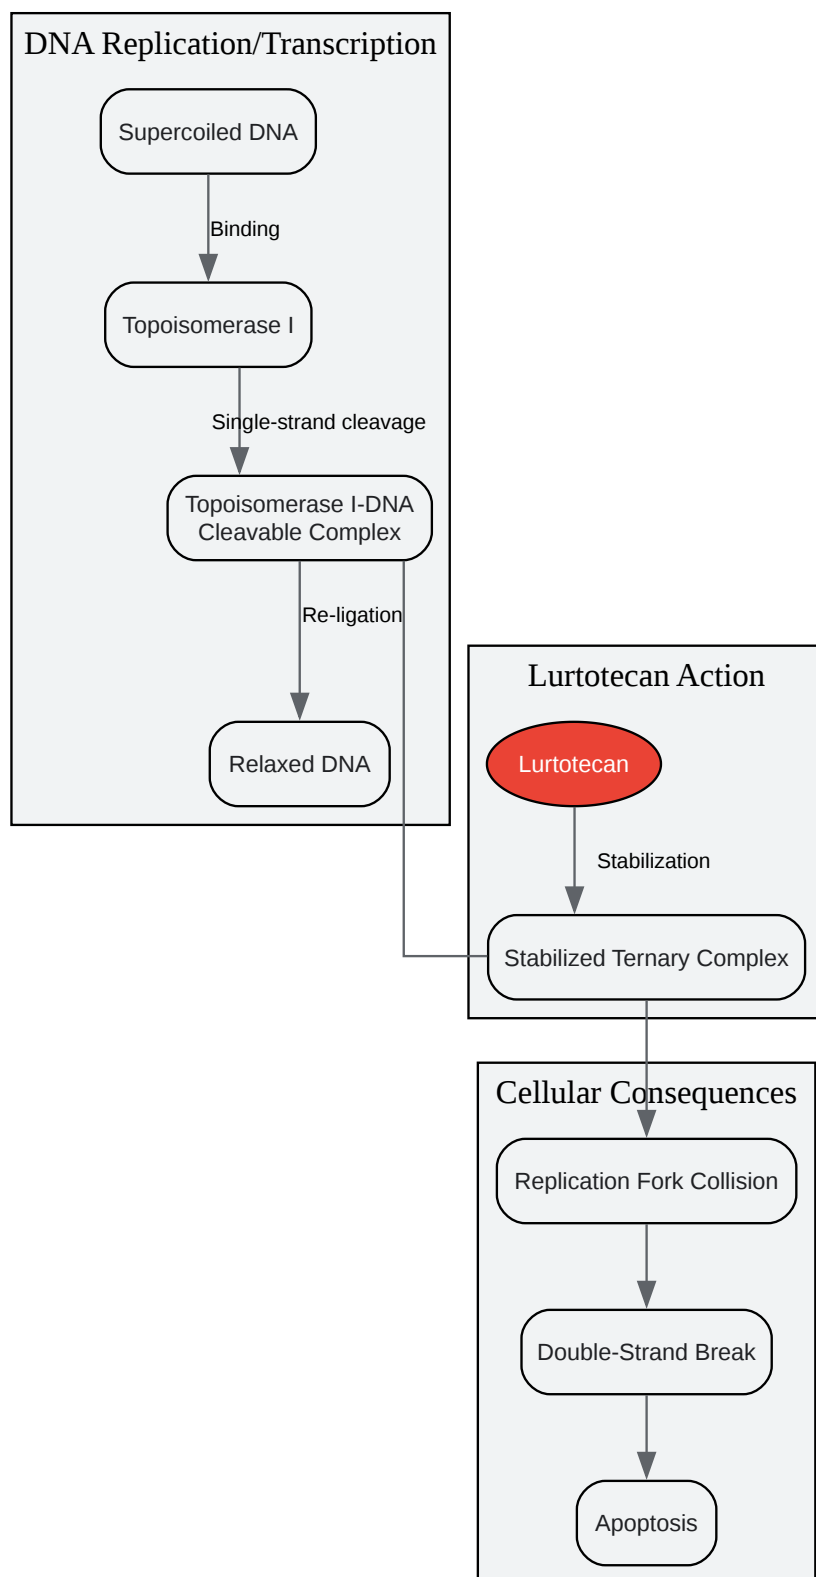 DNA Replication/Transcription
Supercoiled DNA
Binding
Topoisomerase I
Single-strand cleavage
Topoisomerase I-DNA
Cleavable Complex
Re-ligation
Relaxed DNA
Lurtotecan Action
Lurtotecan
Stabilization
Stabilized Ternary Complex
Cellular Consequences
Replication Fork Collision
Double-Strand Break
Apoptosis